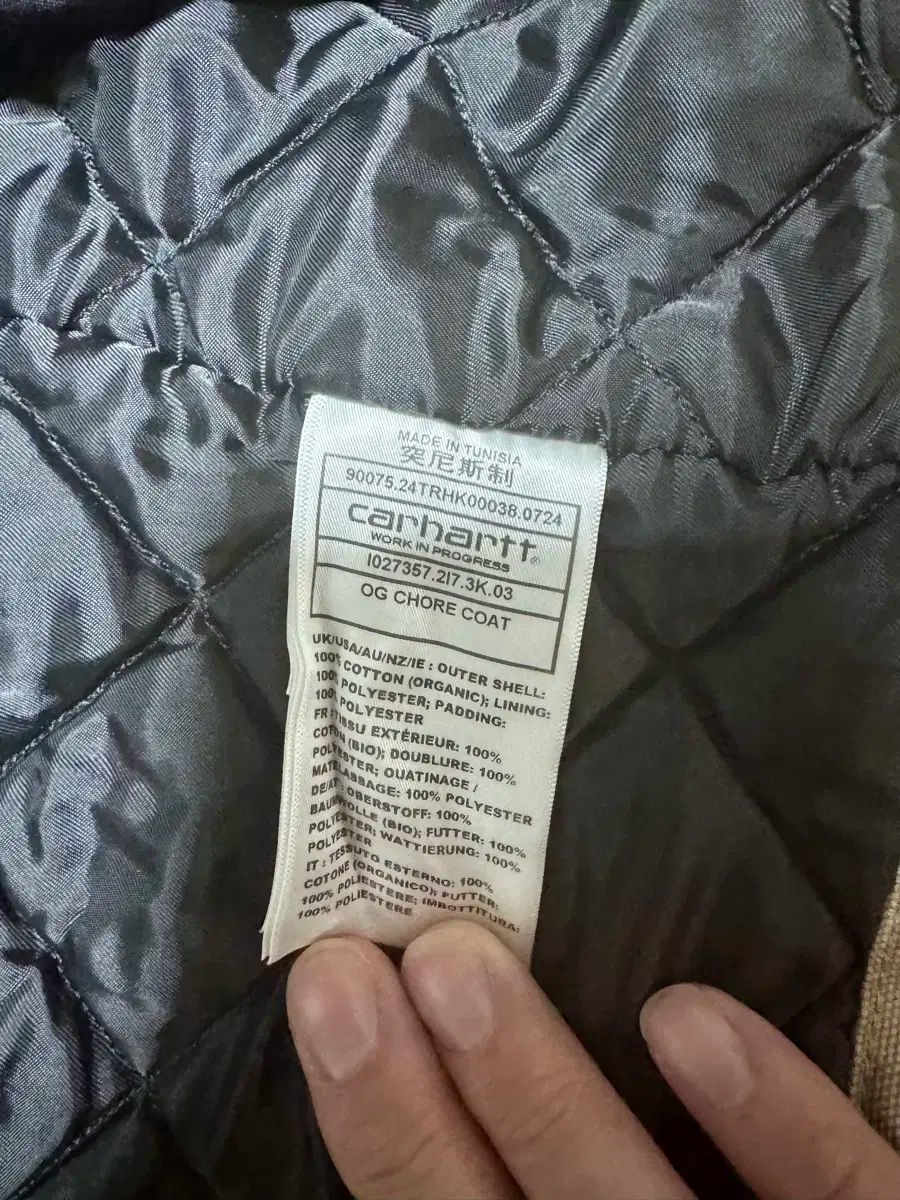 MADE IN TUNISIA
突尼斯制
90075.24TRHK00038.0724
carhartt®
WORK IN PROGRESS
I027357.2I7.3K.03
OG CHORE COAT
UK/USA/AU/NZ/IE : OUTER SHELL:
100% COTTON (ORGANIC); LINING:
100% POLYESTER; PADDING:
100% POLYESTER
FR : TISSU EXTÉRIEUR: 100%
COTON (BIO); DOUBLURE: 100%
POLYESTER; OUATINAGE /
MATELASSAGE: 100% POLYESTER
DE/AT: OBERSTOFF: 100%
BAUMWOLLE (BIO); FUTTER: 100%
POLYESTER; WATTIERUNG: 100%
POLYESTER
IT : TESSUTO ESTERNO: 100%
COTONE (ORGANICO); FUTTER:
100% POLIESTERE; IMBOTTITURA:
100% POLIESTERE